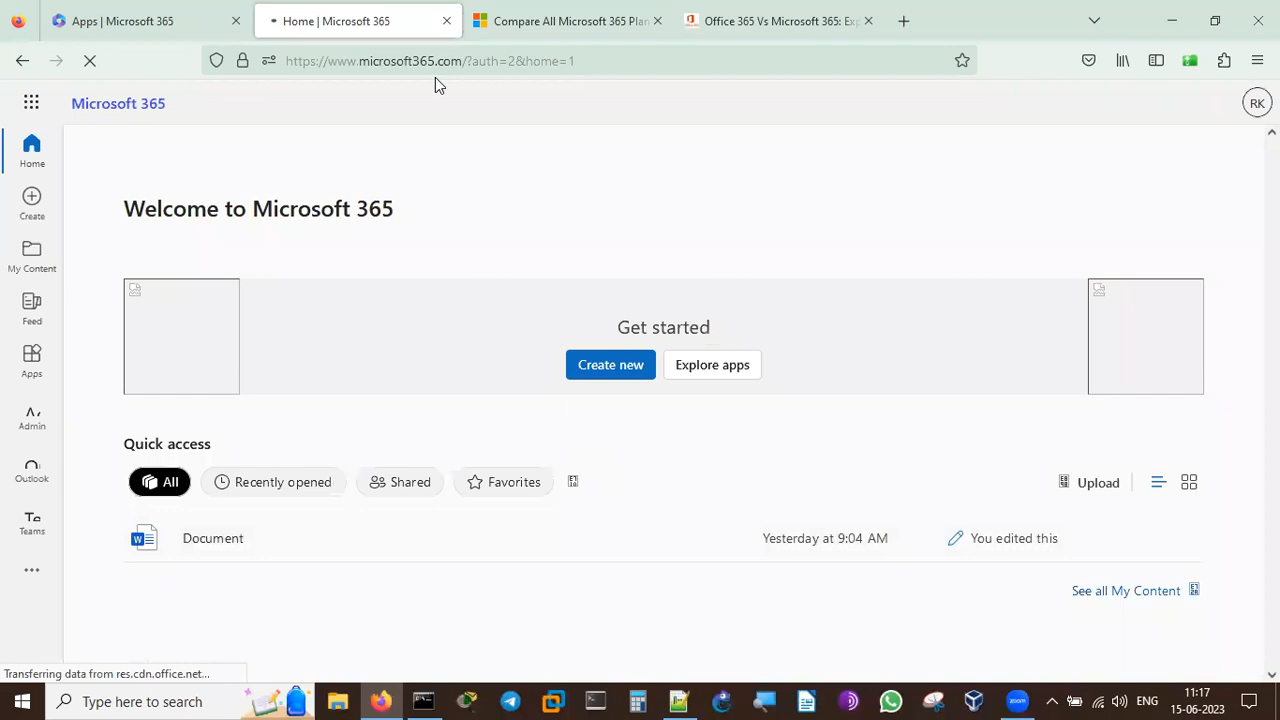 Apps | Microsoft 365
Home | Microsoft 365
Compare All Microsoft 365 Plan
Office 365 Vs Microsoft 365: Exp
https://www.microsoft365.com/?auth=2&home=1
Microsoft 365
RK
Home
Create
My Content
Feed
Apps
Admin
Outlook
Teams
Welcome to Microsoft 365
Get started
Create new
Explore apps
Quick access
All
Recently opened
Shared
Favorites
Upload
W
Document
Yesterday at 9:04 AM
You edited this
See all My Content
Transferring data from res.cdn.office.net...
Type here to search
ENG
11:17
15-06-2023